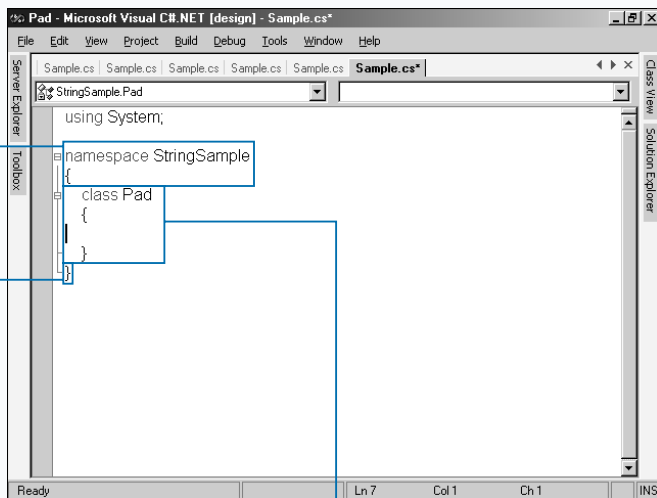 Pad - Microsoft Visual C#.NET [design] - Sample.cs*
File Edit View Project Build Debug Tools Window Help
Sample.cs Sample.cs Sample.cs Sample.cs Sample.cs Sample.cs*
StringSample.Pad
Server Explorer
Toolbox
Class View
Solution Explorer
using System;
namespace StringSample
{
class Pad
{
}
}
Ready Ln 7 Col 1 Ch 1 INS